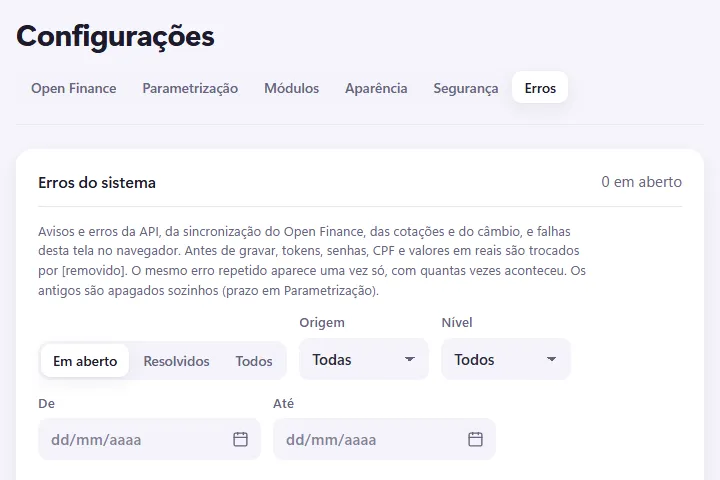 Configurações
Open Finance Parametrização Módulos Aparência Segurança Erros
Erros do sistema 0 em aberto
Avisos e erros da API, da sincronização do Open Finance, das cotações e do câmbio, e falhas
desta tela no navegador. Antes de gravar, tokens, senhas, CPF e valores em reais são trocados
por [removido]. O mesmo erro repetido aparece uma vez só, com quantas vezes aconteceu. Os
antigos são apagados sozinhos (prazo em Parametrização).
Origem Nível
Em aberto Resolvidos Todos Todas Todos
De Até
dd/mm/aaaa dd/mm/aaaa